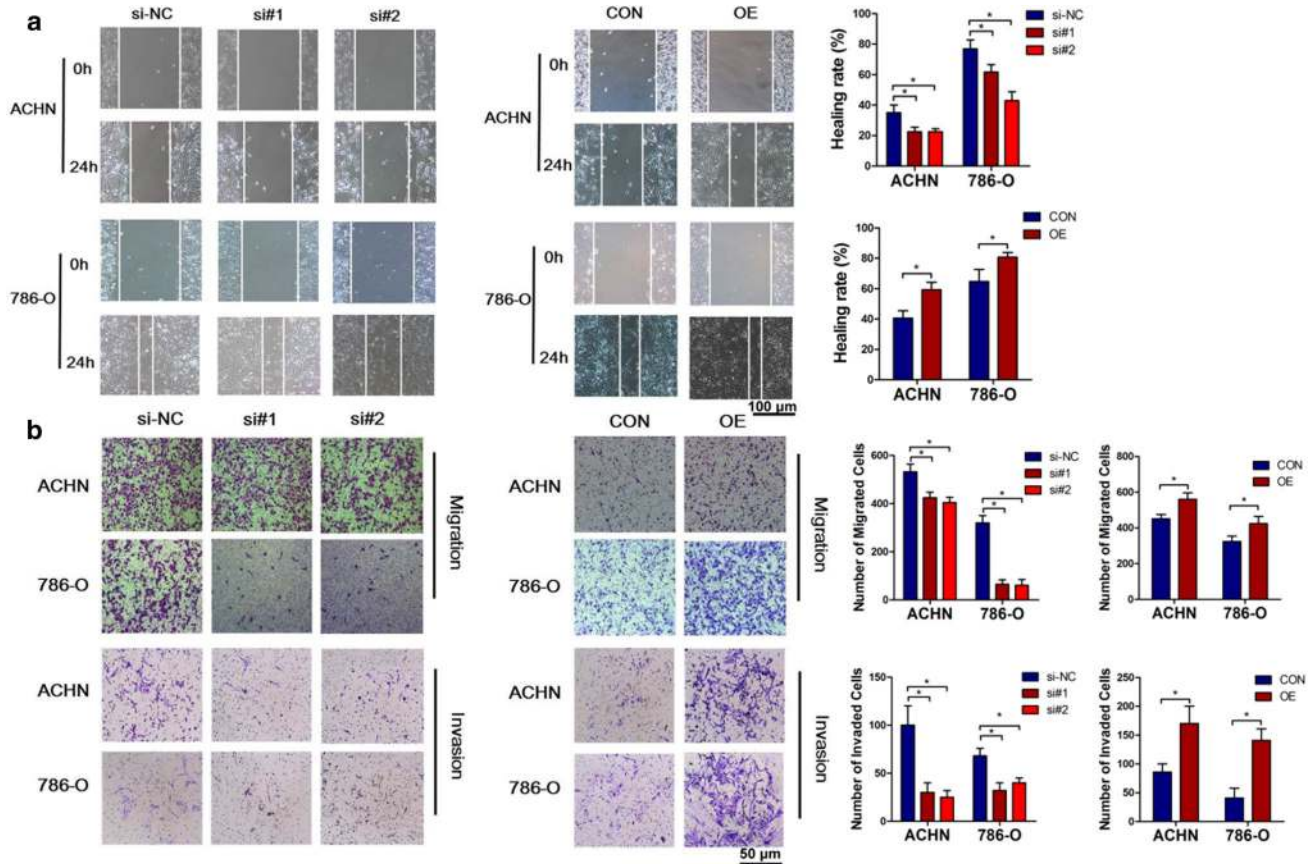 a
si-NC si#1 si#2
ACHN
0h
24h
786-O
0h
24h
CON OE
ACHN
0h
24h
786-O
0h
24h
100 µm
Healing rate (%)
100
80
60
40
20
0
* * * *
ACHN 786-O
si-NC
si#1
si#2
Healing rate (%)
100
80
60
40
20
0
* *
ACHN 786-O
CON
OE
b
si-NC si#1 si#2
ACHN
786-O
Migration
ACHN
786-O
Invasion
CON OE
ACHN
786-O
Migration
ACHN
786-O
Invasion
50 µm
Number of Migrated Cells
600
400
200
0
* * * *
ACHN 786-O
si-NC
si#1
si#2
Number of Migrated Cells
800
600
400
200
0
* *
ACHN 786-O
CON
OE
Number of Invaded Cells
150
100
50
0
* * * *
ACHN 786-O
si-NC
si#1
si#2
Number of Invaded Cells
250
200
150
100
50
0
* *
ACHN 786-O
CON
OE